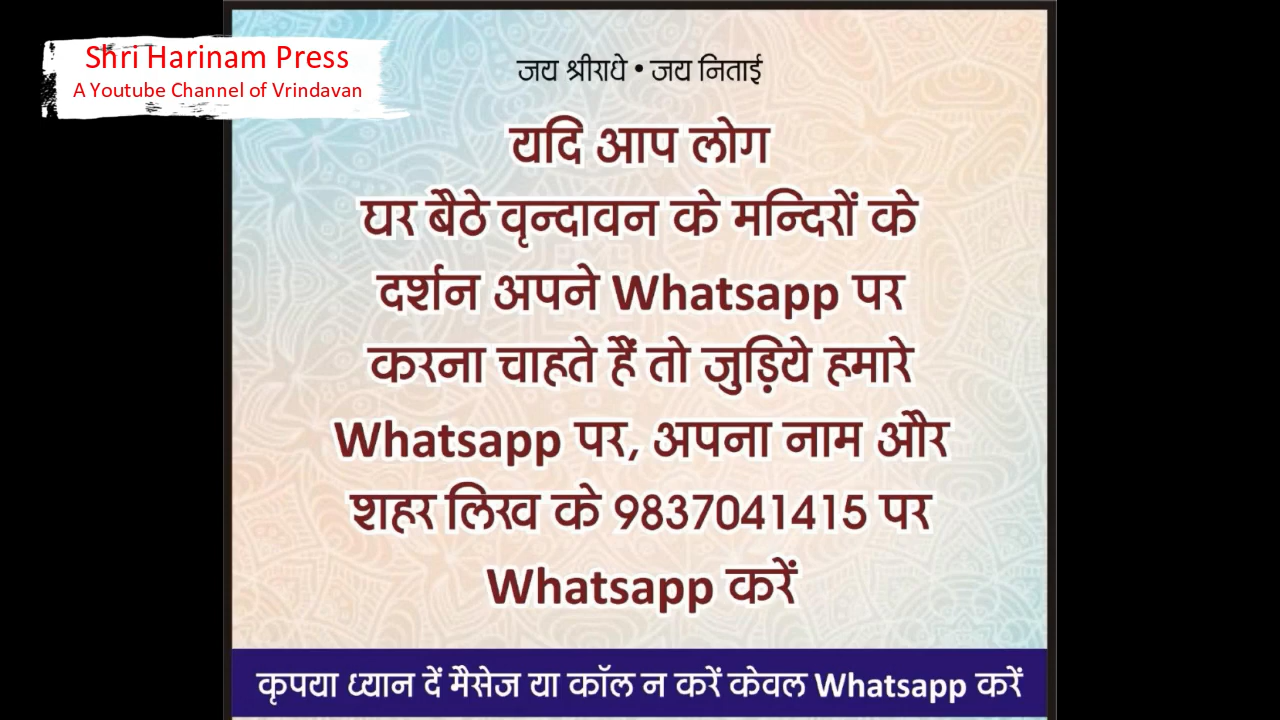 Shri Harinam Press
A Youtube Channel of Vrindavan
जय श्रीराधे • जय निताई
यदि आप लोग
घर बैठे वृन्दावन के मन्दिरों के
दर्शन अपने Whatsapp पर
करना चाहते हैं तो जुड़िये हमारे
Whatsapp पर, अपना नाम और
शहर लिख के 9837041415 पर
Whatsapp करें
कृपया ध्यान दें मैसेज या कॉल न करें केवल Whatsapp करें